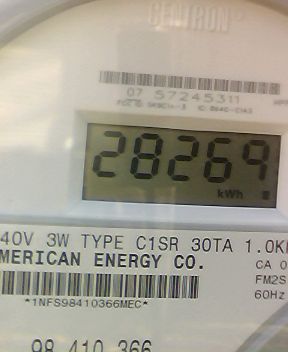 CENTRON
07 57245311
28269
kWh
40V 3W TYPE C1SR 30TA 1.0K
MERICAN ENERGY CO.
CA 0
FM2S
*1NFS98410366MEC*
60Hz
98 410 366